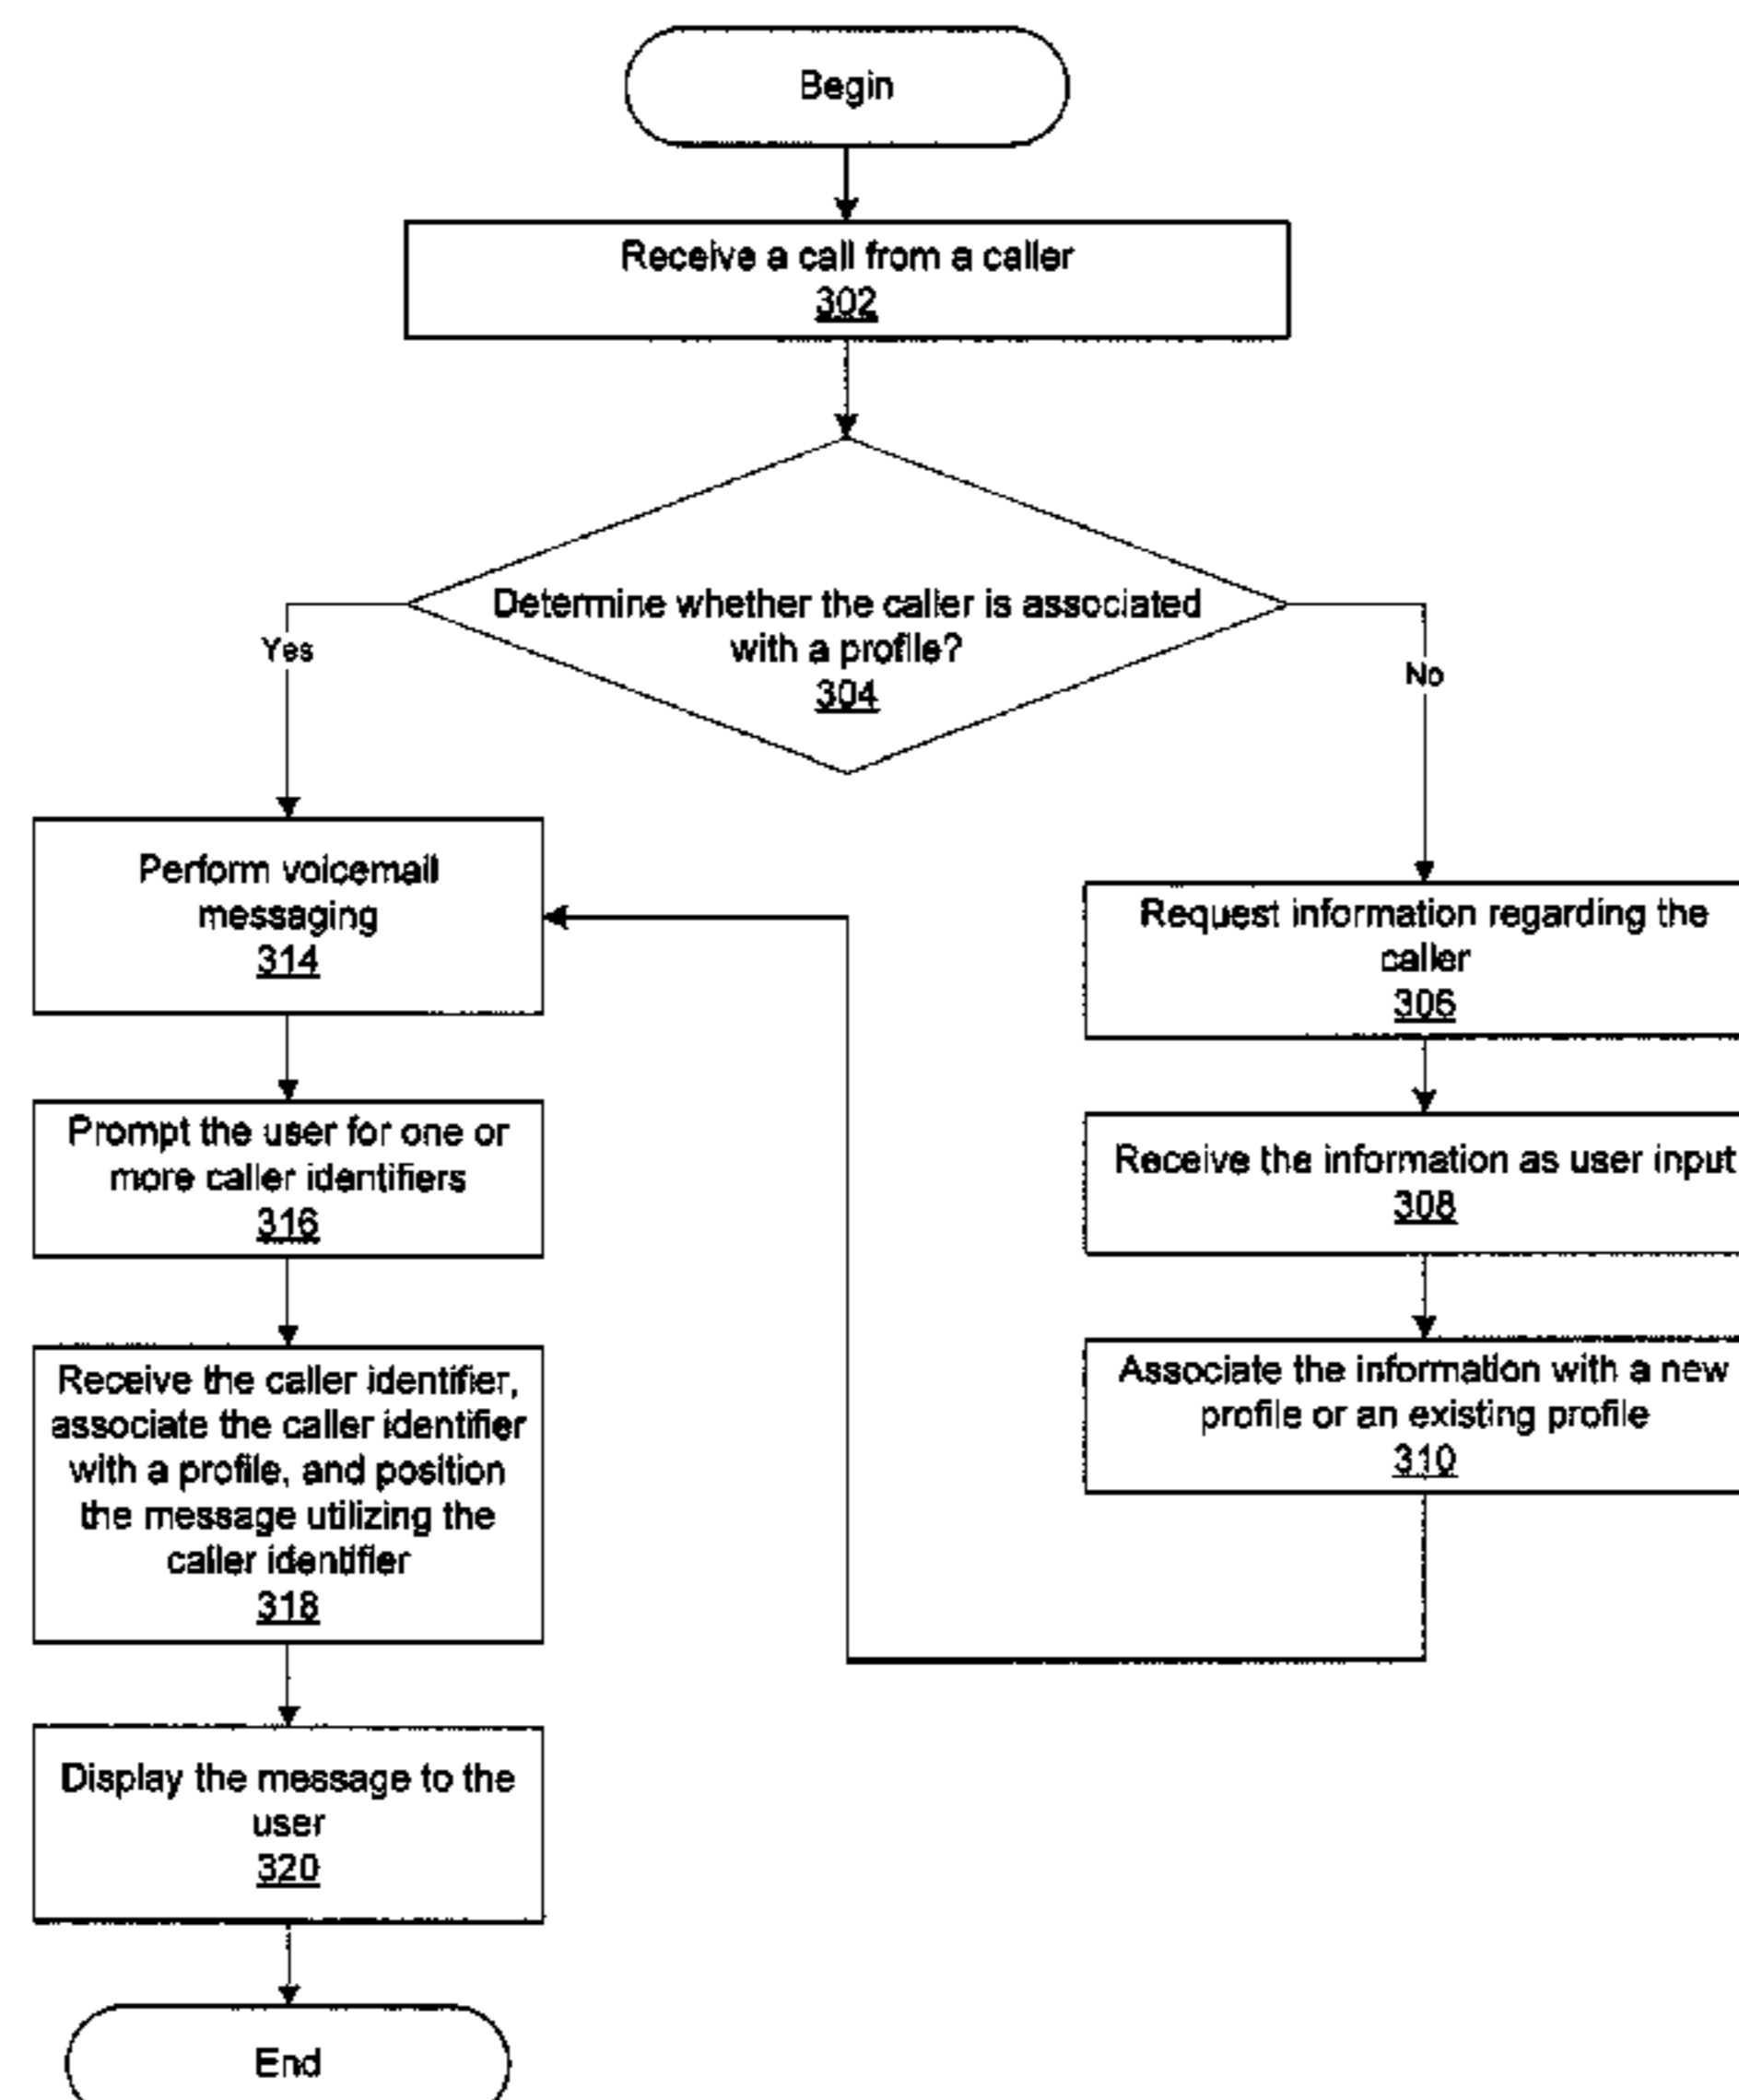 Begin
Receive a call from a caller
302
Determine whether the caller is associated
with a profile?
304
Yes
No
Perform voicemail
messaging
314
Request information regarding the
caller
306
Prompt the user for one or
more caller identifiers
316
Receive the information as user input
308
Receive the caller identifier,
associate the caller identifier
with a profile, and position
the message utilizing the
caller identifier
318
Associate the information with a new
profile or an existing profile
310
Display the message to the
user
320
End